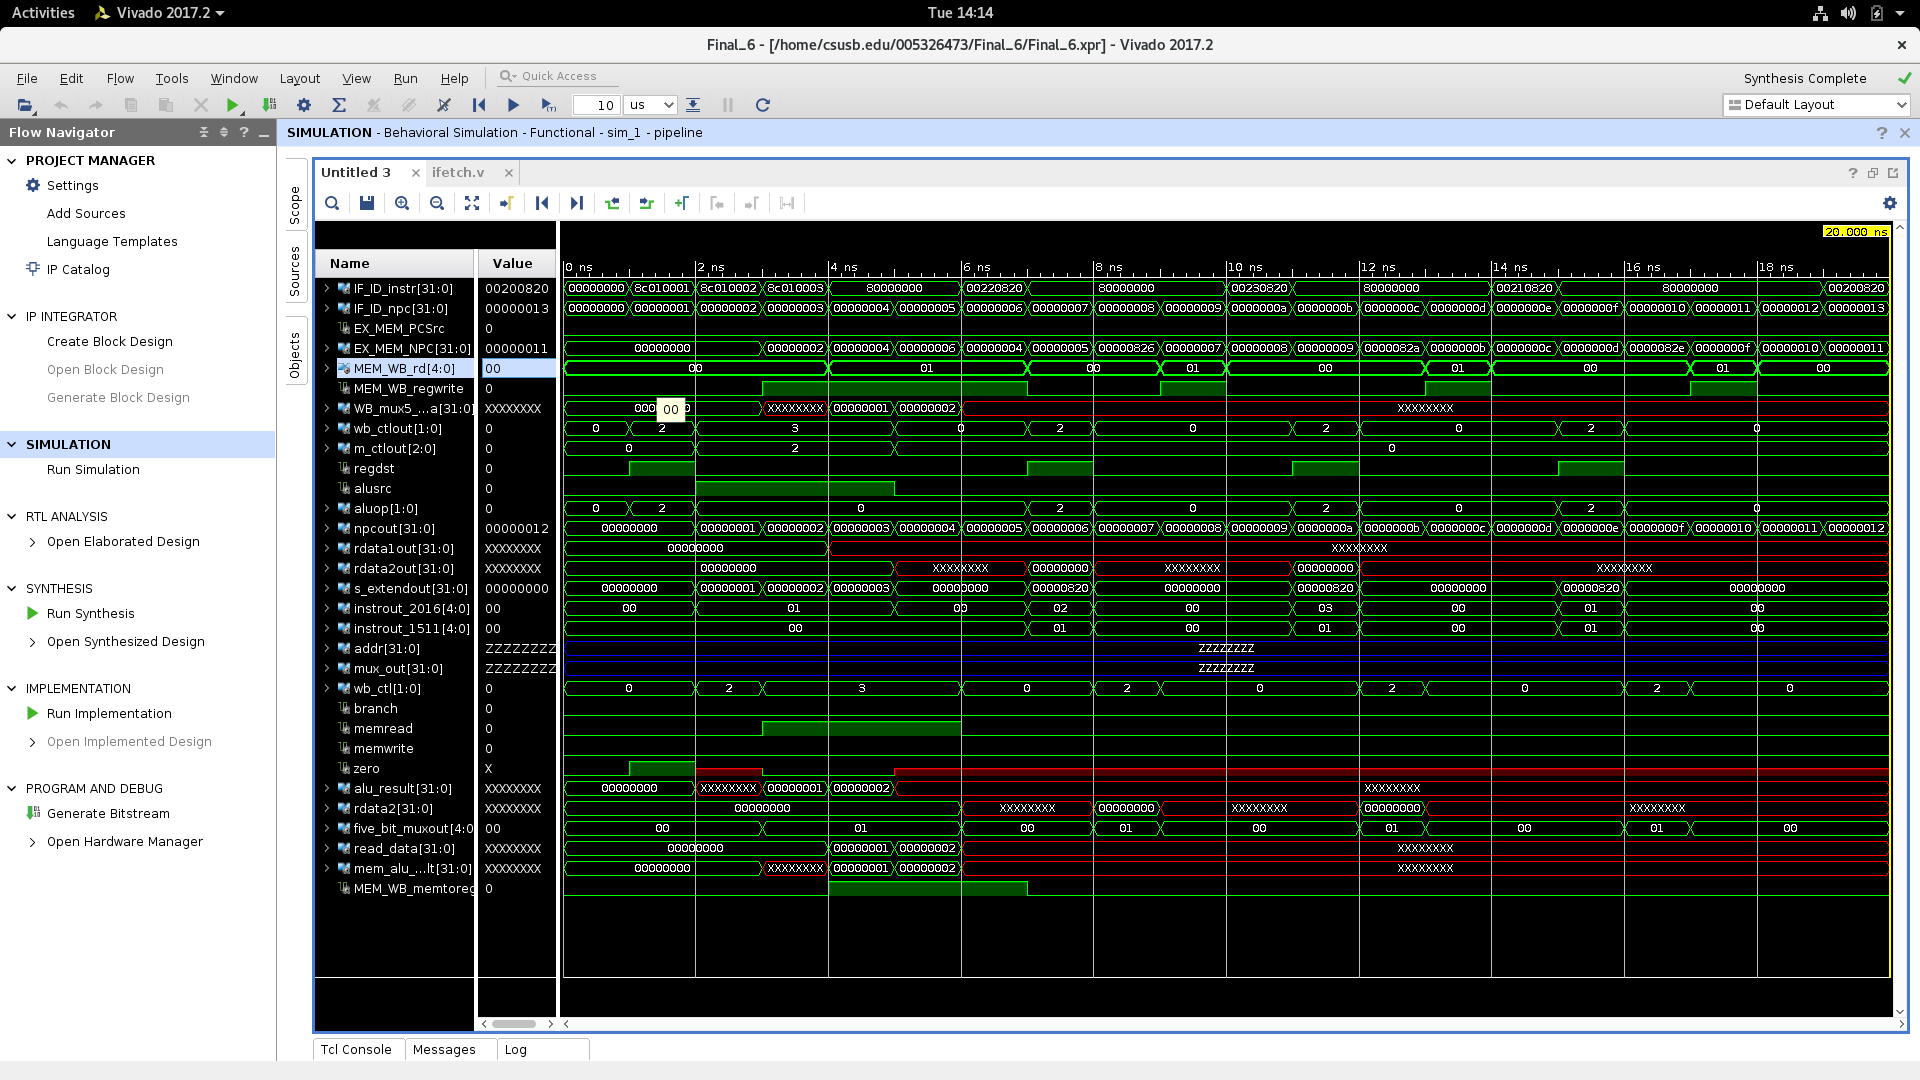 Activities Vivado 2017.2 Tue 14:14
Final_6 - [/home/csusb.edu/005326473/Final_6/Final_6.xpr] - Vivado 2017.2
File Edit Flow Tools Window Layout View Run Help Quick Access Synthesis Complete
10 us Default Layout
Flow Navigator
SIMULATION - Behavioral Simulation - Functional - sim_1 - pipeline
PROJECT MANAGER
Settings
Add Sources
Language Templates
IP Catalog
IP INTEGRATOR
Create Block Design
Open Block Design
Generate Block Design
SIMULATION
Run Simulation
RTL ANALYSIS
Open Elaborated Design
SYNTHESIS
Run Synthesis
Open Synthesized Design
IMPLEMENTATION
Run Implementation
Open Implemented Design
PROGRAM AND DEBUG
Generate Bitstream
Open Hardware Manager
Scope
Sources
Objects
Untitled 3 ifetch.v
20.000 ns
Name Value 0 ns 2 ns 4 ns 6 ns 8 ns 10 ns 12 ns 14 ns 16 ns 18 ns
IF_ID_instr[31:0] 00200820 00000000 8c010001 8c010002 8c010003 80000000 00220820 80000000 00230820 80000000 00210820 80000000 00200820
IF_ID_npc[31:0] 00000013 00000000 00000001 00000002 00000003 00000004 00000005 00000006 00000007 00000008 00000009 0000000a 0000000b 0000000c 0000000d 0000000e 0000000f 00000010 00000011 00000012 00000013
EX_MEM_PCSrc 0
EX_MEM_NPC[31:0] 00000011 00000000 00000002 00000004 00000006 00000004 00000005 00000826 00000007 00000008 00000009 0000082a 0000000b 0000000c 0000000d 0000082e 0000000f 00000010 00000011
MEM_WB_rd[4:0] 00 00 01 00 01 00 01 00 01 00
MEM_WB_regwrite 0
WB_mux5_...a[31:0] XXXXXXXX XXXXXXXX 00000001 00000002 XXXXXXXX
00
wb_ctlout[1:0] 0 0 2 3 0 2 0 2 0 2 0
m_ctlout[2:0] 0 0 2 0
regdst 0
alusrc 0
aluop[1:0] 0 0 2 0 2 0 2 0 2 0
npcout[31:0] 00000012 00000000 00000001 00000002 00000003 00000004 00000005 00000006 00000007 00000008 00000009 0000000a 0000000b 0000000c 0000000d 0000000e 0000000f 00000010 00000011 00000012
rdata1out[31:0] XXXXXXXX 00000000 XXXXXXXX
rdata2out[31:0] XXXXXXXX 00000000 XXXXXXXX 00000000 XXXXXXXX 00000000 XXXXXXXX
s_extendout[31:0] 00000000 00000000 00000001 00000002 00000003 00000000 00000820 00000000 00000820 00000000 00000820 00000000
instrout_2016[4:0] 00 00 01 00 02 00 03 00 01 00
instrout_1511[4:0] 00 00 01 00 01 00 01 00
addr[31:0] ZZZZZZZZ ZZZZZZZZ
mux_out[31:0] ZZZZZZZZ ZZZZZZZZ
wb_ctl[1:0] 0 0 2 3 0 2 0 2 0 2 0
branch 0
memread 0
memwrite 0
zero X
alu_result[31:0] XXXXXXXX 00000000 XXXXXXXX 00000001 00000002 XXXXXXXX
rdata2[31:0] XXXXXXXX 00000000 XXXXXXXX 00000000 XXXXXXXX 00000000 XXXXXXXX
five_bit_muxout[4:0 00 00 01 00 01 00 01 00 01 00
read_data[31:0] XXXXXXXX 00000000 00000001 00000002 XXXXXXXX
mem_alu_...lt[31:0] XXXXXXXX 00000000 XXXXXXXX 00000001 00000002 XXXXXXXX
MEM_WB_memtoreg 0
Tcl Console Messages Log